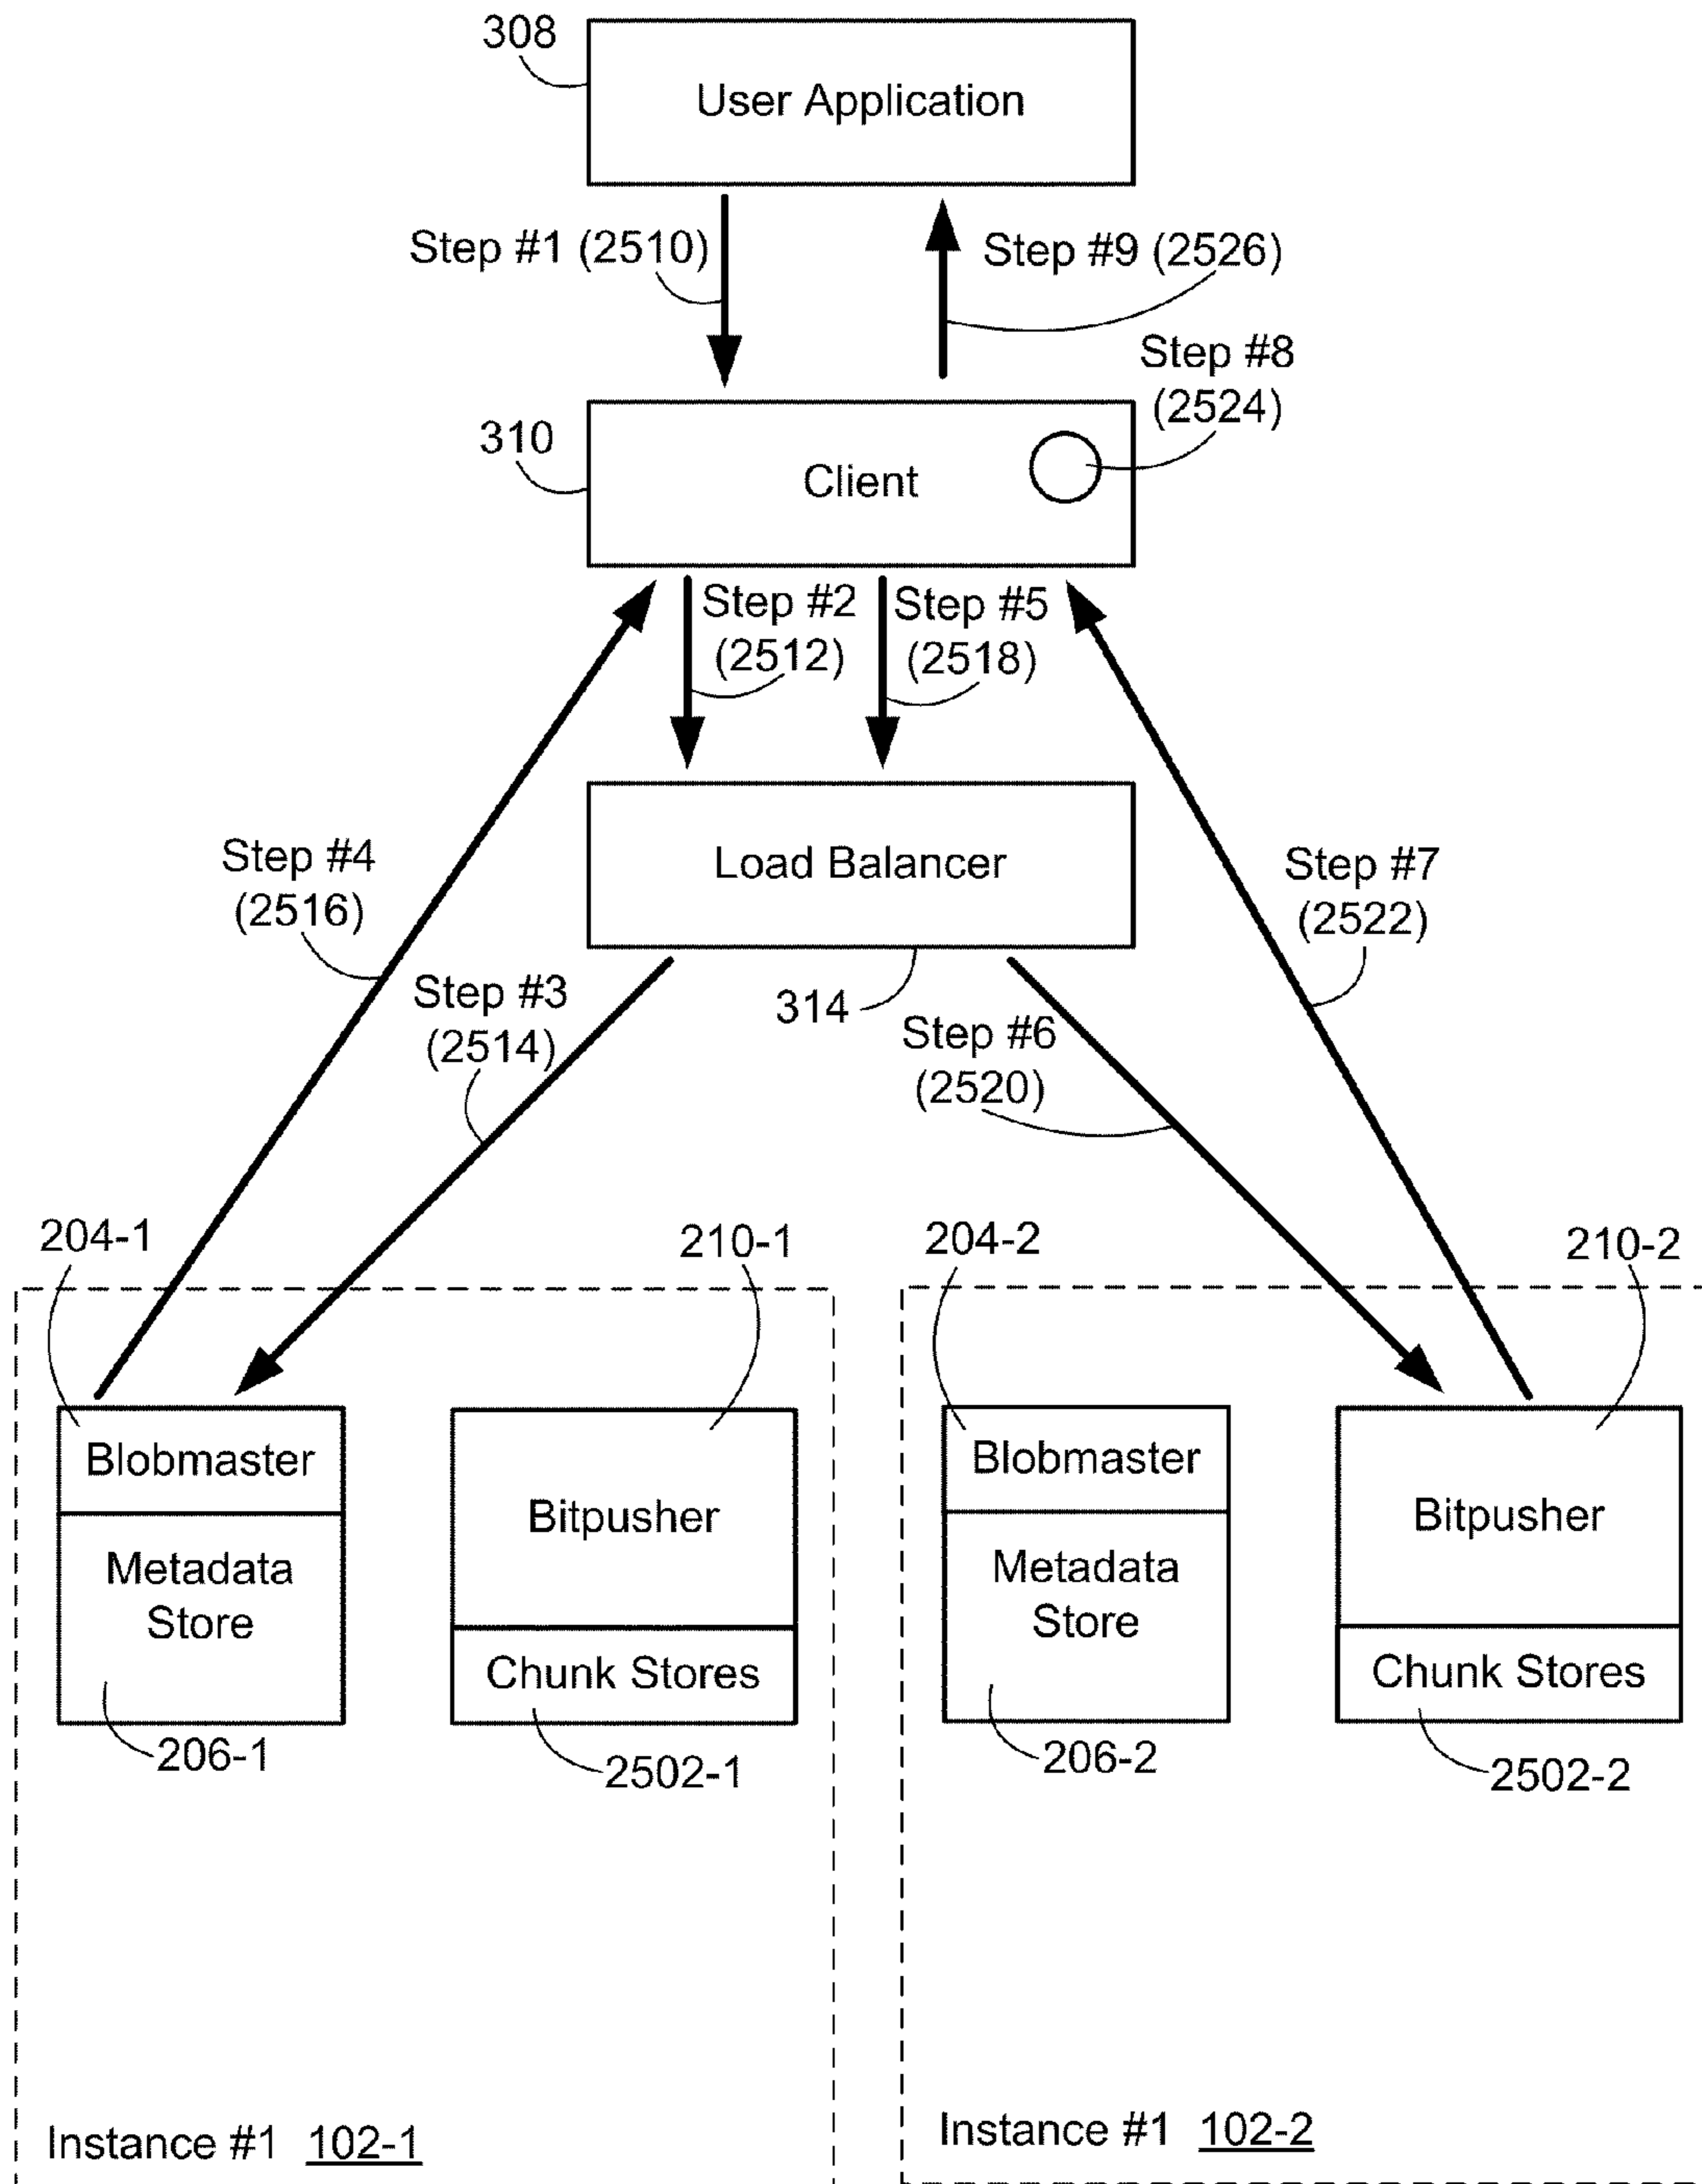 308
User Application
Step #1 (2510)
Step #9 (2526)
Step #8
(2524)
310
Client
Step #2
(2512)
Step #5
(2518)
Load Balancer
314
Step #4
(2516)
Step #7
(2522)
Step #3
(2514)
Step #6
(2520)
204-1
210-1
204-2
210-2
Blobmaster
Metadata
Store
Bitpusher
Chunk Stores
206-1
2502-1
Blobmaster
Metadata
Store
Bitpusher
Chunk Stores
206-2
2502-2
Instance #1 102-1
Instance #1 102-2